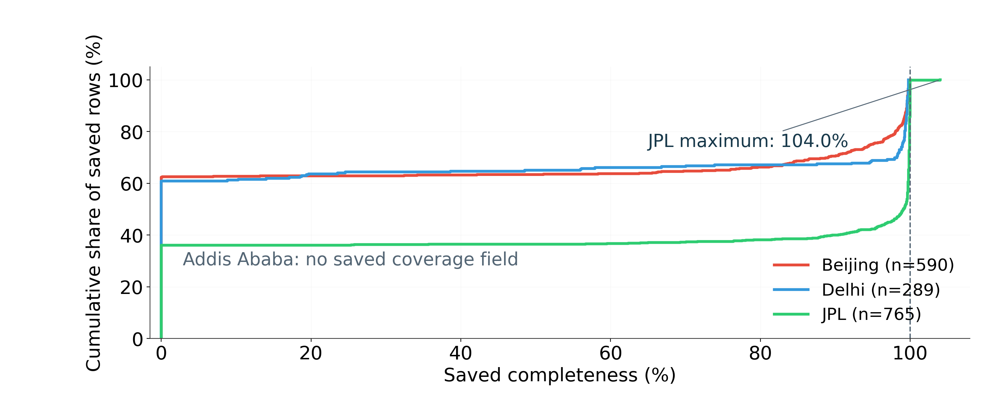 Cumulative share of saved rows (%)
100
80
60
40
20
0
JPL maximum: 104.0%
Addis Ababa: no saved coverage field
Beijing (n=590)
Delhi (n=289)
JPL (n=765)
0 20 40 60 80 100
Saved completeness (%)